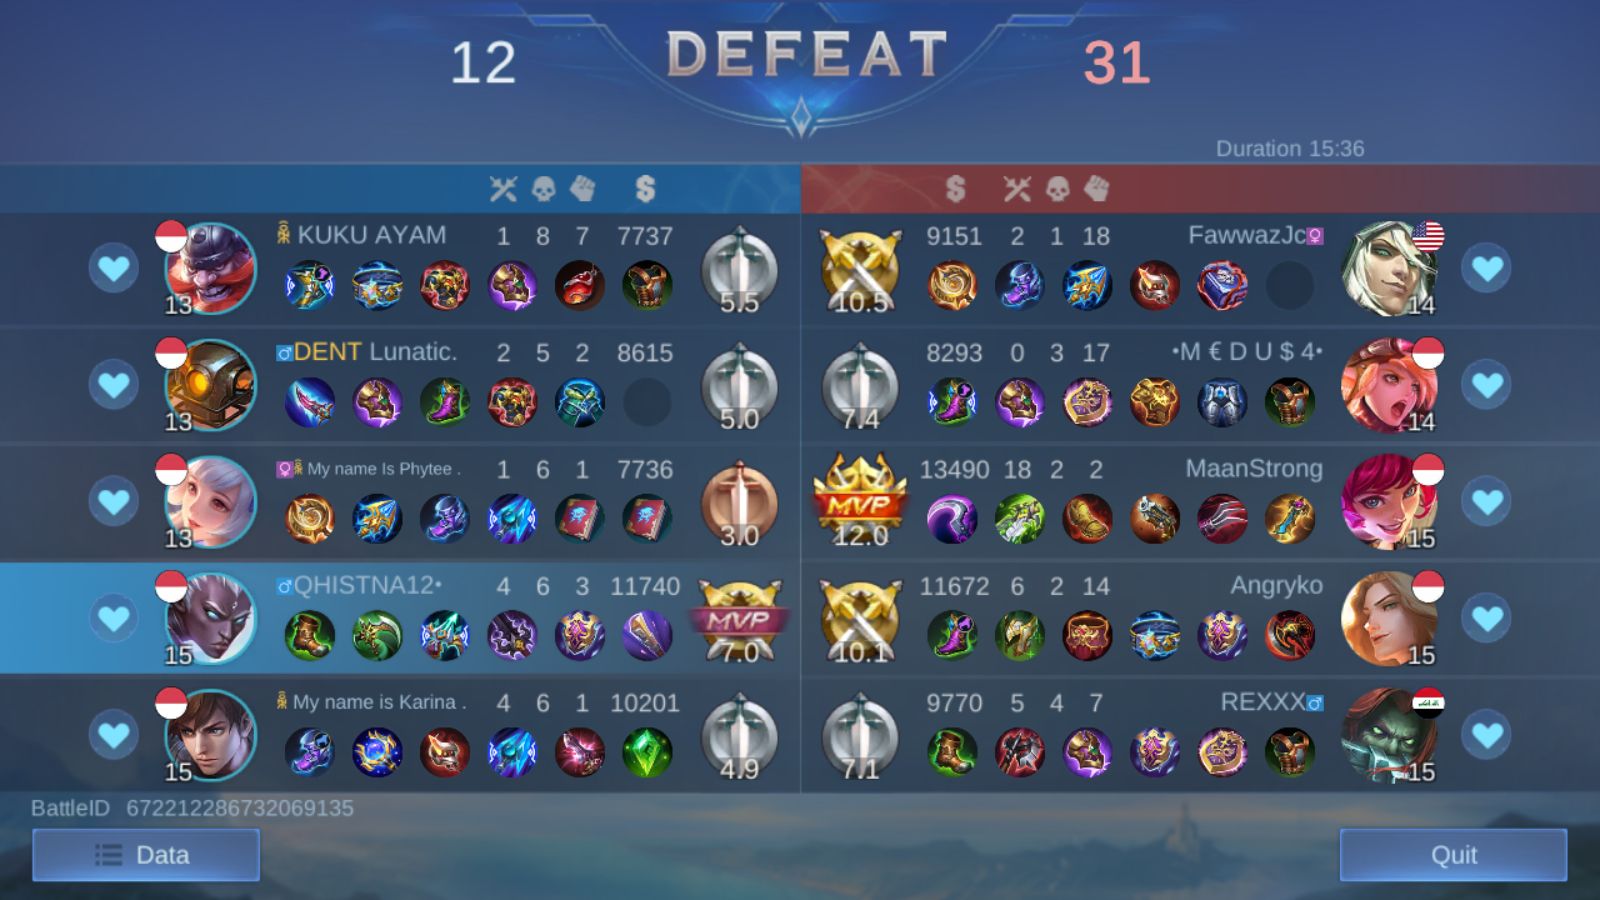 12 DEFEAT 31
Duration 15:36
KUKU AYAM 1 8 7 7737
13 5.5
10.5 9151 2 1 18 FawwazJc
14
DENT Lunatic. 2 5 2 8615
13 5.0
7.4 8293 0 3 17 •M € D U $ 4•
14
My name Is Phytee . 1 6 1 7736
13 3.0
MVP 12.0 13490 18 2 2 MaanStrong
15
QHISTNA12• 4 6 3 11740
15 MVP 7.0
10.1 11672 6 2 14 Angryko
15
My name is Karina . 4 6 1 10201
15 4.9
7.1 9770 5 4 7 REXXX
15
BattleID 672212286732069135
Data
Quit